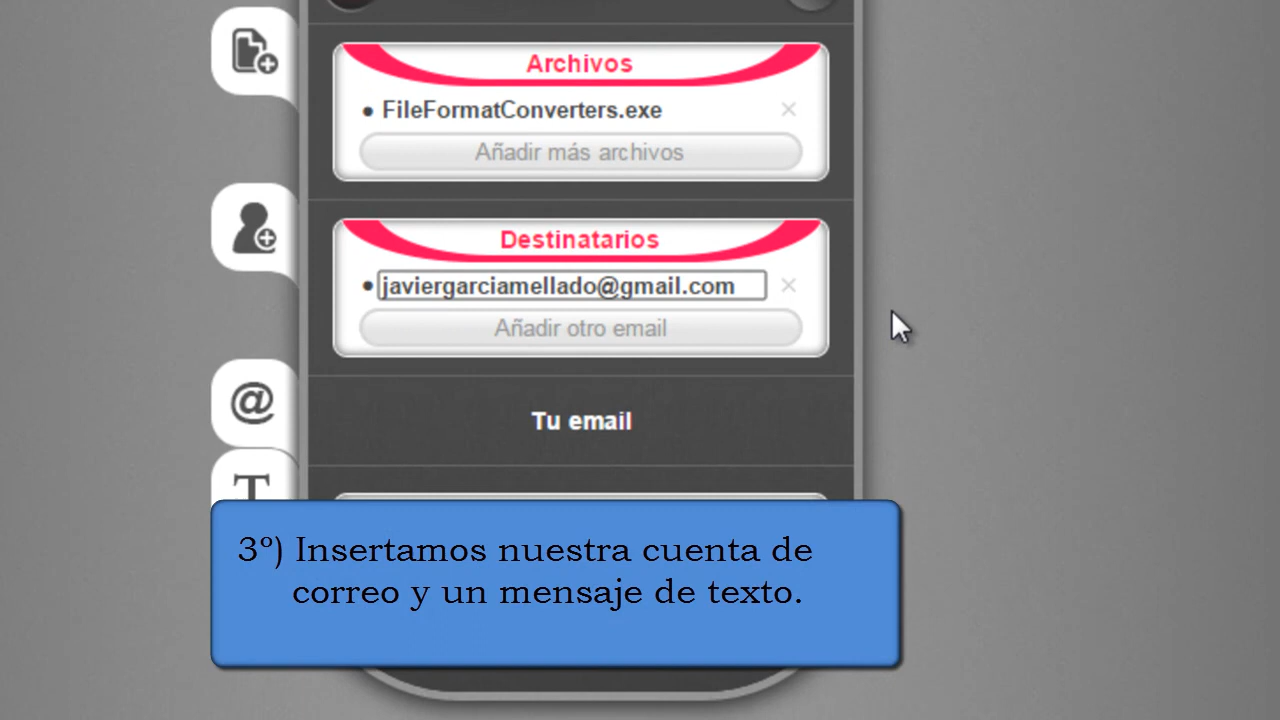 Archivos
• FileFormatConverters.exe ×
Añadir más archivos
Destinatarios
• javiergarciamellado@gmail.com ×
Añadir otro email
@
Tu email
T
3º) Insertamos nuestra cuenta de
correo y un mensaje de texto.